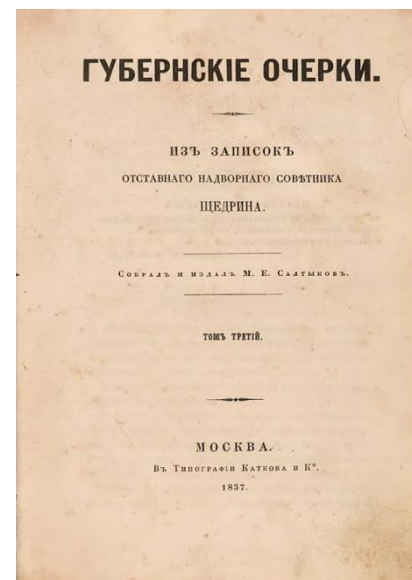 ГУБЕРНСКІЕ ОЧЕРКИ.
ИЗЪ ЗАПИСОКЪ
ОТСТАВНАГО НАДВОРНАГО СОВѢТНИКА
ЩЕДРИНА.
Собралъ и издалъ М. Е. Салтыковъ.
ТОМЪ ТРЕТІЙ.
МОСКВА.
Въ Типографіи Каткова и Кº.
1857.